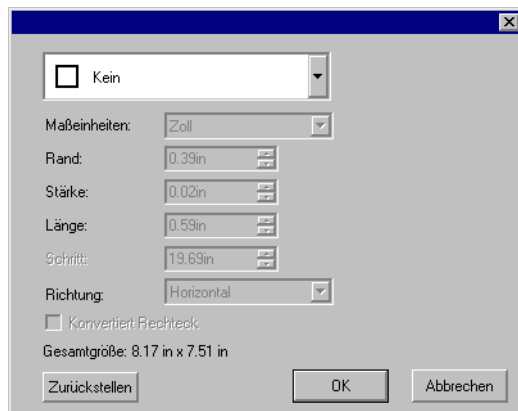 Kein
Maßeinheiten: Zoll
Rand: 0.39in
Stärke: 0.02in
Länge: 0.59in
Schritt: 19.69in
Richtung: Horizontal
Konvertiert Rechteck
Gesamtgröße: 8.17 in x 7.51 in
Zurückstellen OK Abbrechen